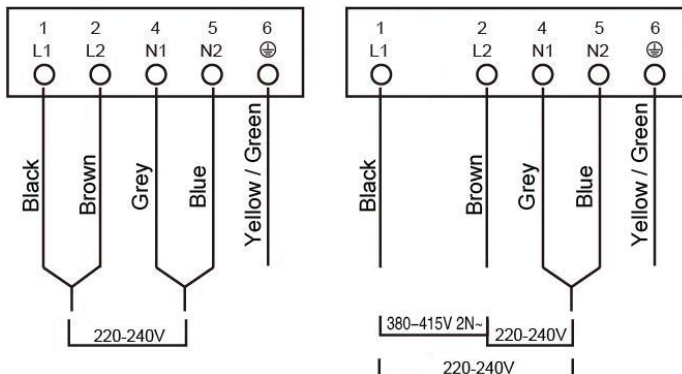 1 2 4 5 6
L1 L2 N1 N2
Black
Brown
Grey
Blue
Yellow / Green
220-240V
1 2 4 5 6
L1 L2 N1 N2
Black
Brown
Grey
Blue
Yellow / Green
380–415V 2N~
220-240V
220-240V